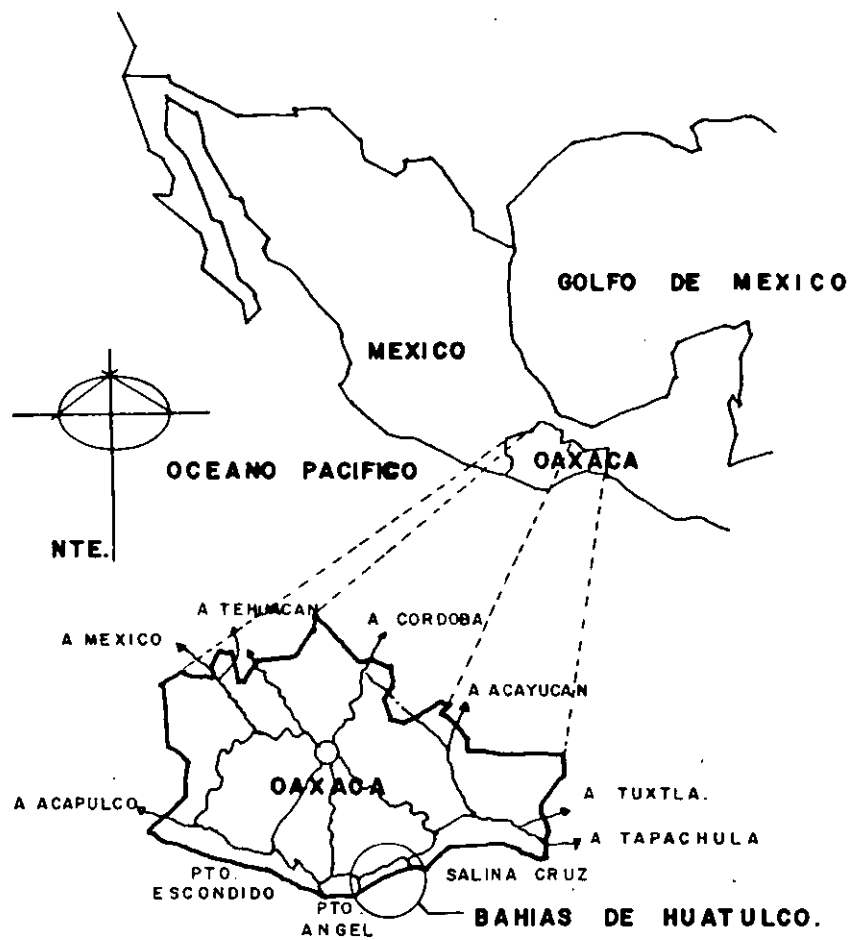 GOLFO DE MEXICO
MEXICO
OCEANO PACIFICO
OAXACA
NTE.
A TEHUACAN
A MEXICO
A CORDOBA
A ACAYUCAN
OAXACA
A ACAPULCO
A TUXTLA.
A TAPACHULA
PTO.
ESCONDIDO
SALINA CRUZ
PTO.
ANGEL
BAHIAS DE HUATULCO.